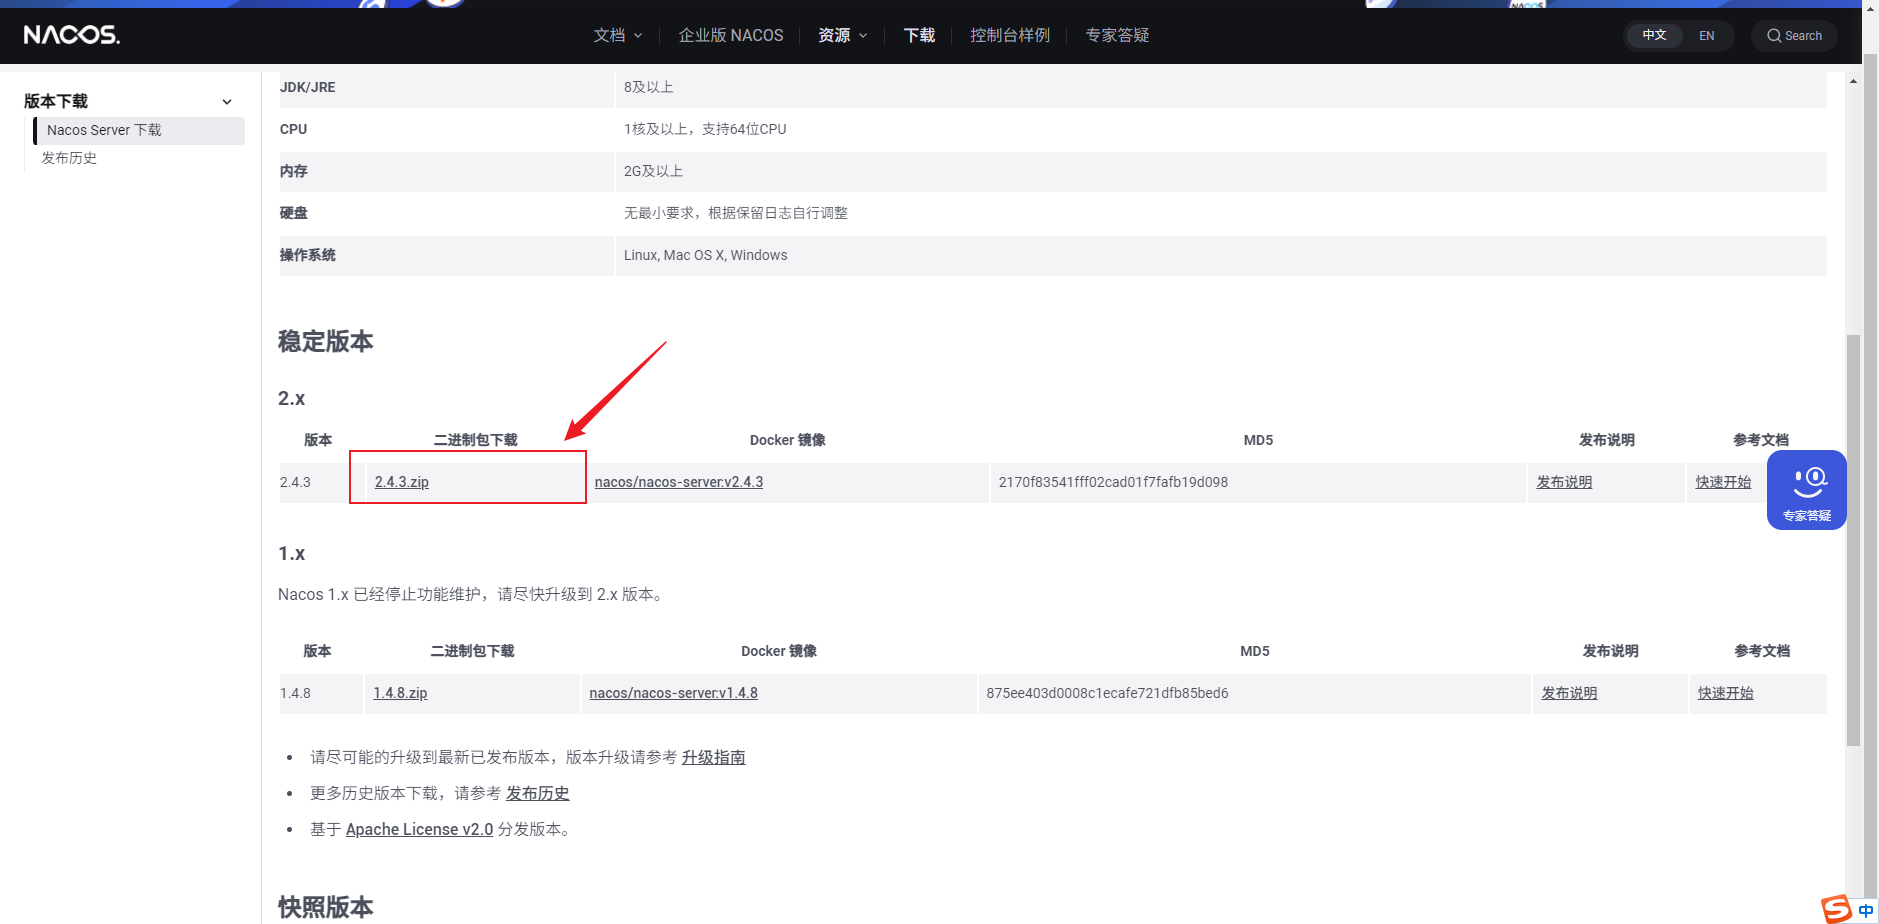 NACOS.
文档
企业版 NACOS
资源
下载
控制台样例
专家答疑
中文
EN
Search
版本下载
Nacos Server 下载
发布历史
JDK/JRE 8及以上
CPU 1核及以上，支持64位CPU
内存 2G及以上
硬盘 无最小要求，根据保留日志自行调整
操作系统 Linux, Mac OS X, Windows
稳定版本
2.x
版本 二进制包下载 Docker 镜像 MD5 发布说明 参考文档
2.4.3 2.4.3.zip nacos/nacos-server:v2.4.3 2170f83541fff02cad01f7fafb19d098 发布说明 快速开始
专家答疑
1.x
Nacos 1.x 已经停止功能维护，请尽快升级到 2.x 版本。
版本 二进制包下载 Docker 镜像 MD5 发布说明 参考文档
1.4.8 1.4.8.zip nacos/nacos-server:v1.4.8 875ee403d0008c1ecafe721dfb85bed6 发布说明 快速开始
请尽可能的升级到最新已发布版本，版本升级请参考 升级指南
更多历史版本下载，请参考 发布历史
基于 Apache License v2.0 分发版本。
快照版本
中